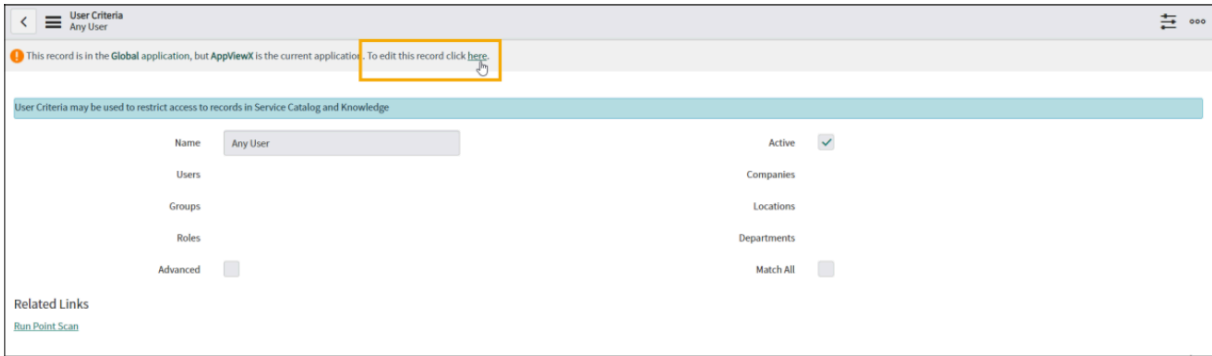 User Criteria
Any User
This record is in the Global application, but AppViewX is the current application. To edit this record click here.
User Criteria may be used to restrict access to records in Service Catalog and Knowledge
Name Any User Active
Users Companies
Groups Locations
Roles Departments
Advanced Match All
Related Links
Run Point Scan